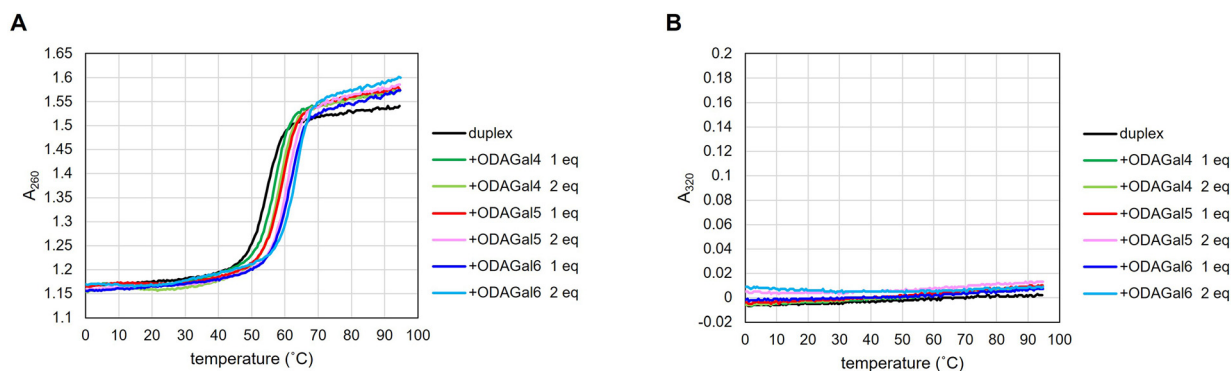 A
1.65
1.6
1.55
1.5
1.45
1.4
1.35
1.3
1.25
1.2
1.15
1.1
A260
0 10 20 30 40 50 60 70 80 90 100
temperature (˚C)
duplex
+ODAGal4 1 eq
+ODAGal4 2 eq
+ODAGal5 1 eq
+ODAGal5 2 eq
+ODAGal6 1 eq
+ODAGal6 2 eq
B
0.2
0.18
0.16
0.14
0.12
0.1
0.08
0.06
0.04
0.02
0
-0.02
A320
0 10 20 30 40 50 60 70 80 90 100
temperature (˚C)
duplex
+ODAGal4 1 eq
+ODAGal4 2 eq
+ODAGal5 1 eq
+ODAGal5 2 eq
+ODAGal6 1 eq
+ODAGal6 2 eq